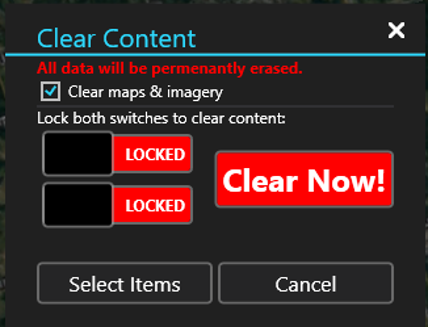 Clear Content
All data will be permenantly erased.
Clear maps & imagery
Lock both switches to clear content:
LOCKED
LOCKED
Clear Now!
Select Items
Cancel